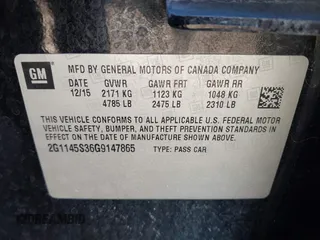 GM
MFD BY GENERAL MOTORS OF CANADA COMPANY
DATE GVWR GAWR FRT GAWR RR
12/15 2171 KG 1123 KG 1048 KG
4785 LB 2475 LB 2310 LB
THIS VEHICLE CONFORMS TO ALL APPLICABLE U.S. FEDERAL MOTOR
VEHICLE SAFETY, BUMPER, AND THEFT PREVENTION STANDARDS
IN EFFECT ON THE DATE OF MANUFACTURE SHOWN ABOVE.
2G1145S36G9147865 TYPE: PASS CAR